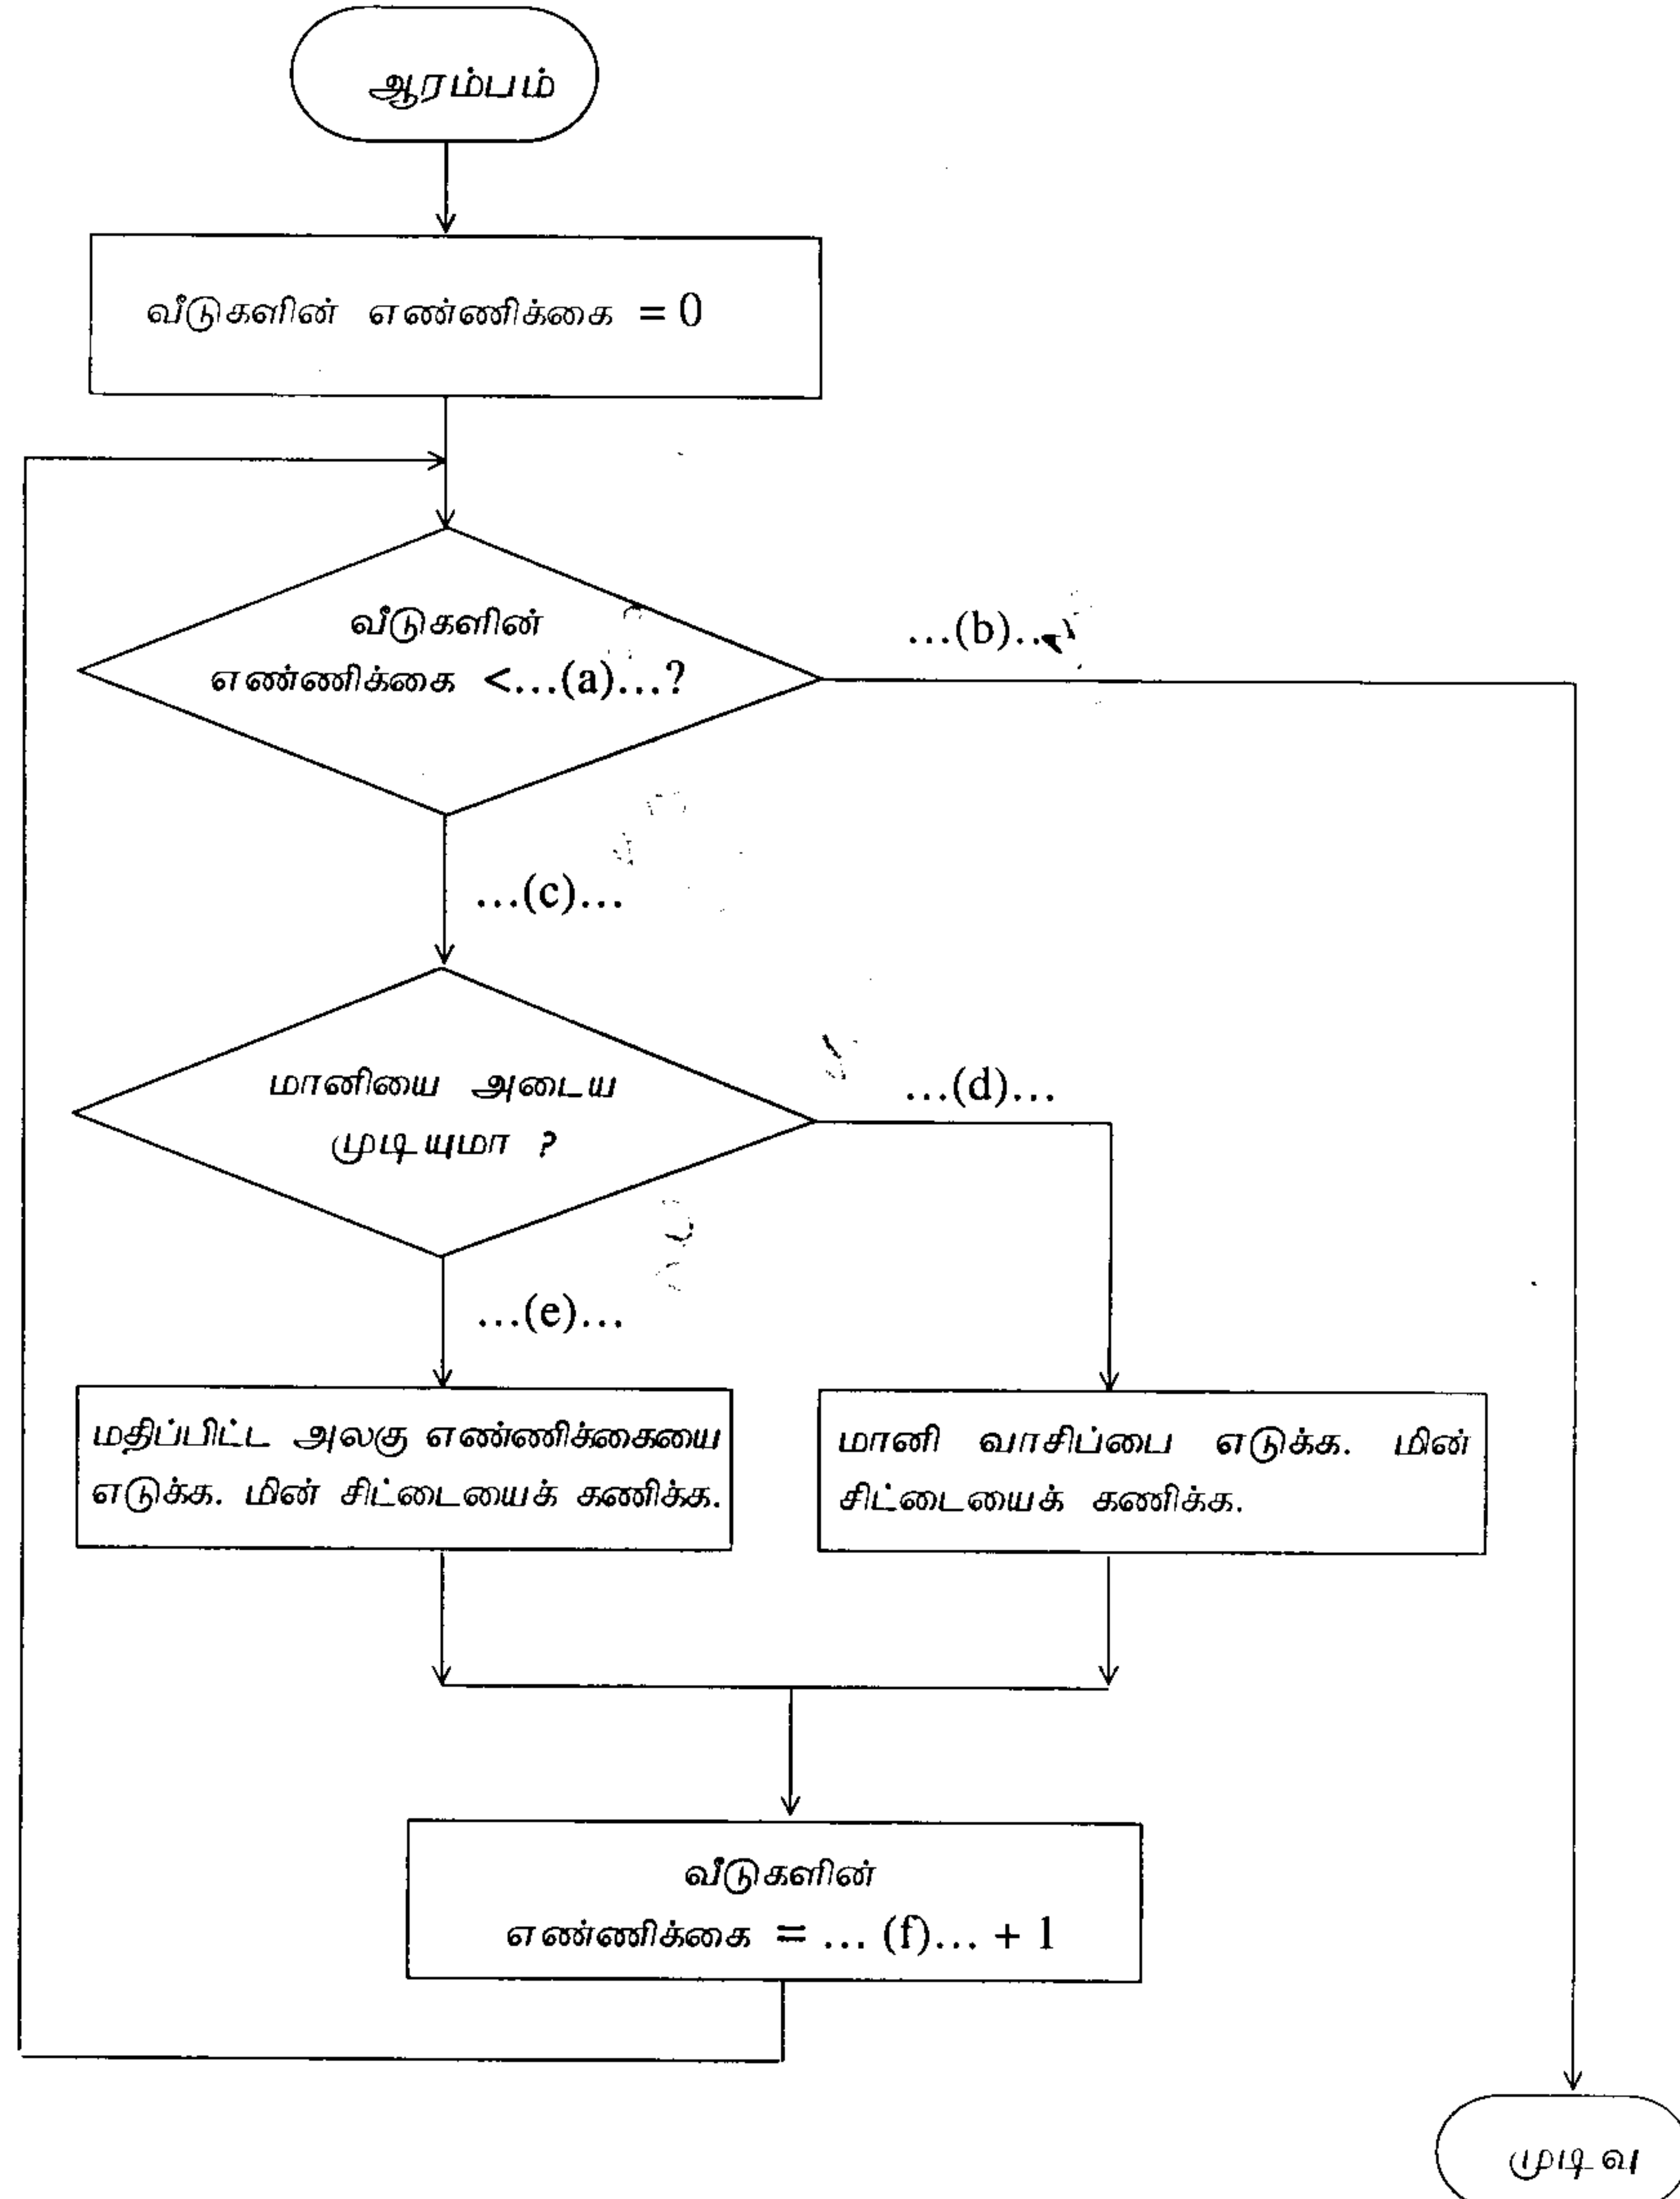 ஆரம்பம்
வீடுகளின் எண்ணிக்கை = 0
வீடுகளின்
எண்ணிக்கை <...(a)...?
...(b)...
...(c)...
மானியை அடைய
முடியுமா ?
...(d)...
...(e)...
மதிப்பிட்ட அலகு எண்ணிக்கையை
எடுக்க. மின் சிட்டையைக் கணிக்க.
மானி வாசிப்பை எடுக்க. மின்
சிட்டையைக் கணிக்க.
வீடுகளின்
எண்ணிக்கை = ... (f)... + 1
முடிவு